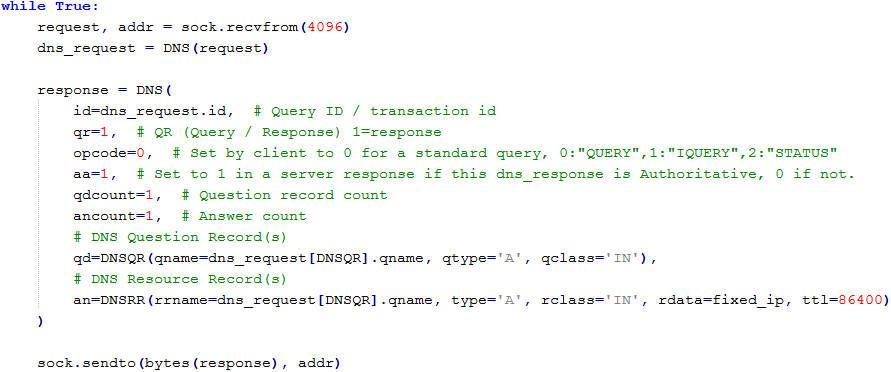 while True:
    request, addr = sock.recvfrom(4096)
    dns_request = DNS(request)

    response = DNS(
        id=dns_request.id,  # Query ID / transaction id
        qr=1,  # QR (Query / Response) 1=response
        opcode=0,  # Set by client to 0 for a standard query, 0:"QUERY",1:"IQUERY",2:"STATUS"
        aa=1,  # Set to 1 in a server response if this dns_response is Authoritative, 0 if not.
        qdcount=1,  # Question record count
        ancount=1,  # Answer count
        # DNS Question Record(s)
        qd=DNSQR(qname=dns_request[DNSQR].qname, qtype='A', qclass='IN'),
        # DNS Resource Record(s)
        an=DNSRR(rrname=dns_request[DNSQR].qname, type='A', rclass='IN', rdata=fixed_ip, ttl=86400)
    )

    sock.sendto(bytes(response), addr)